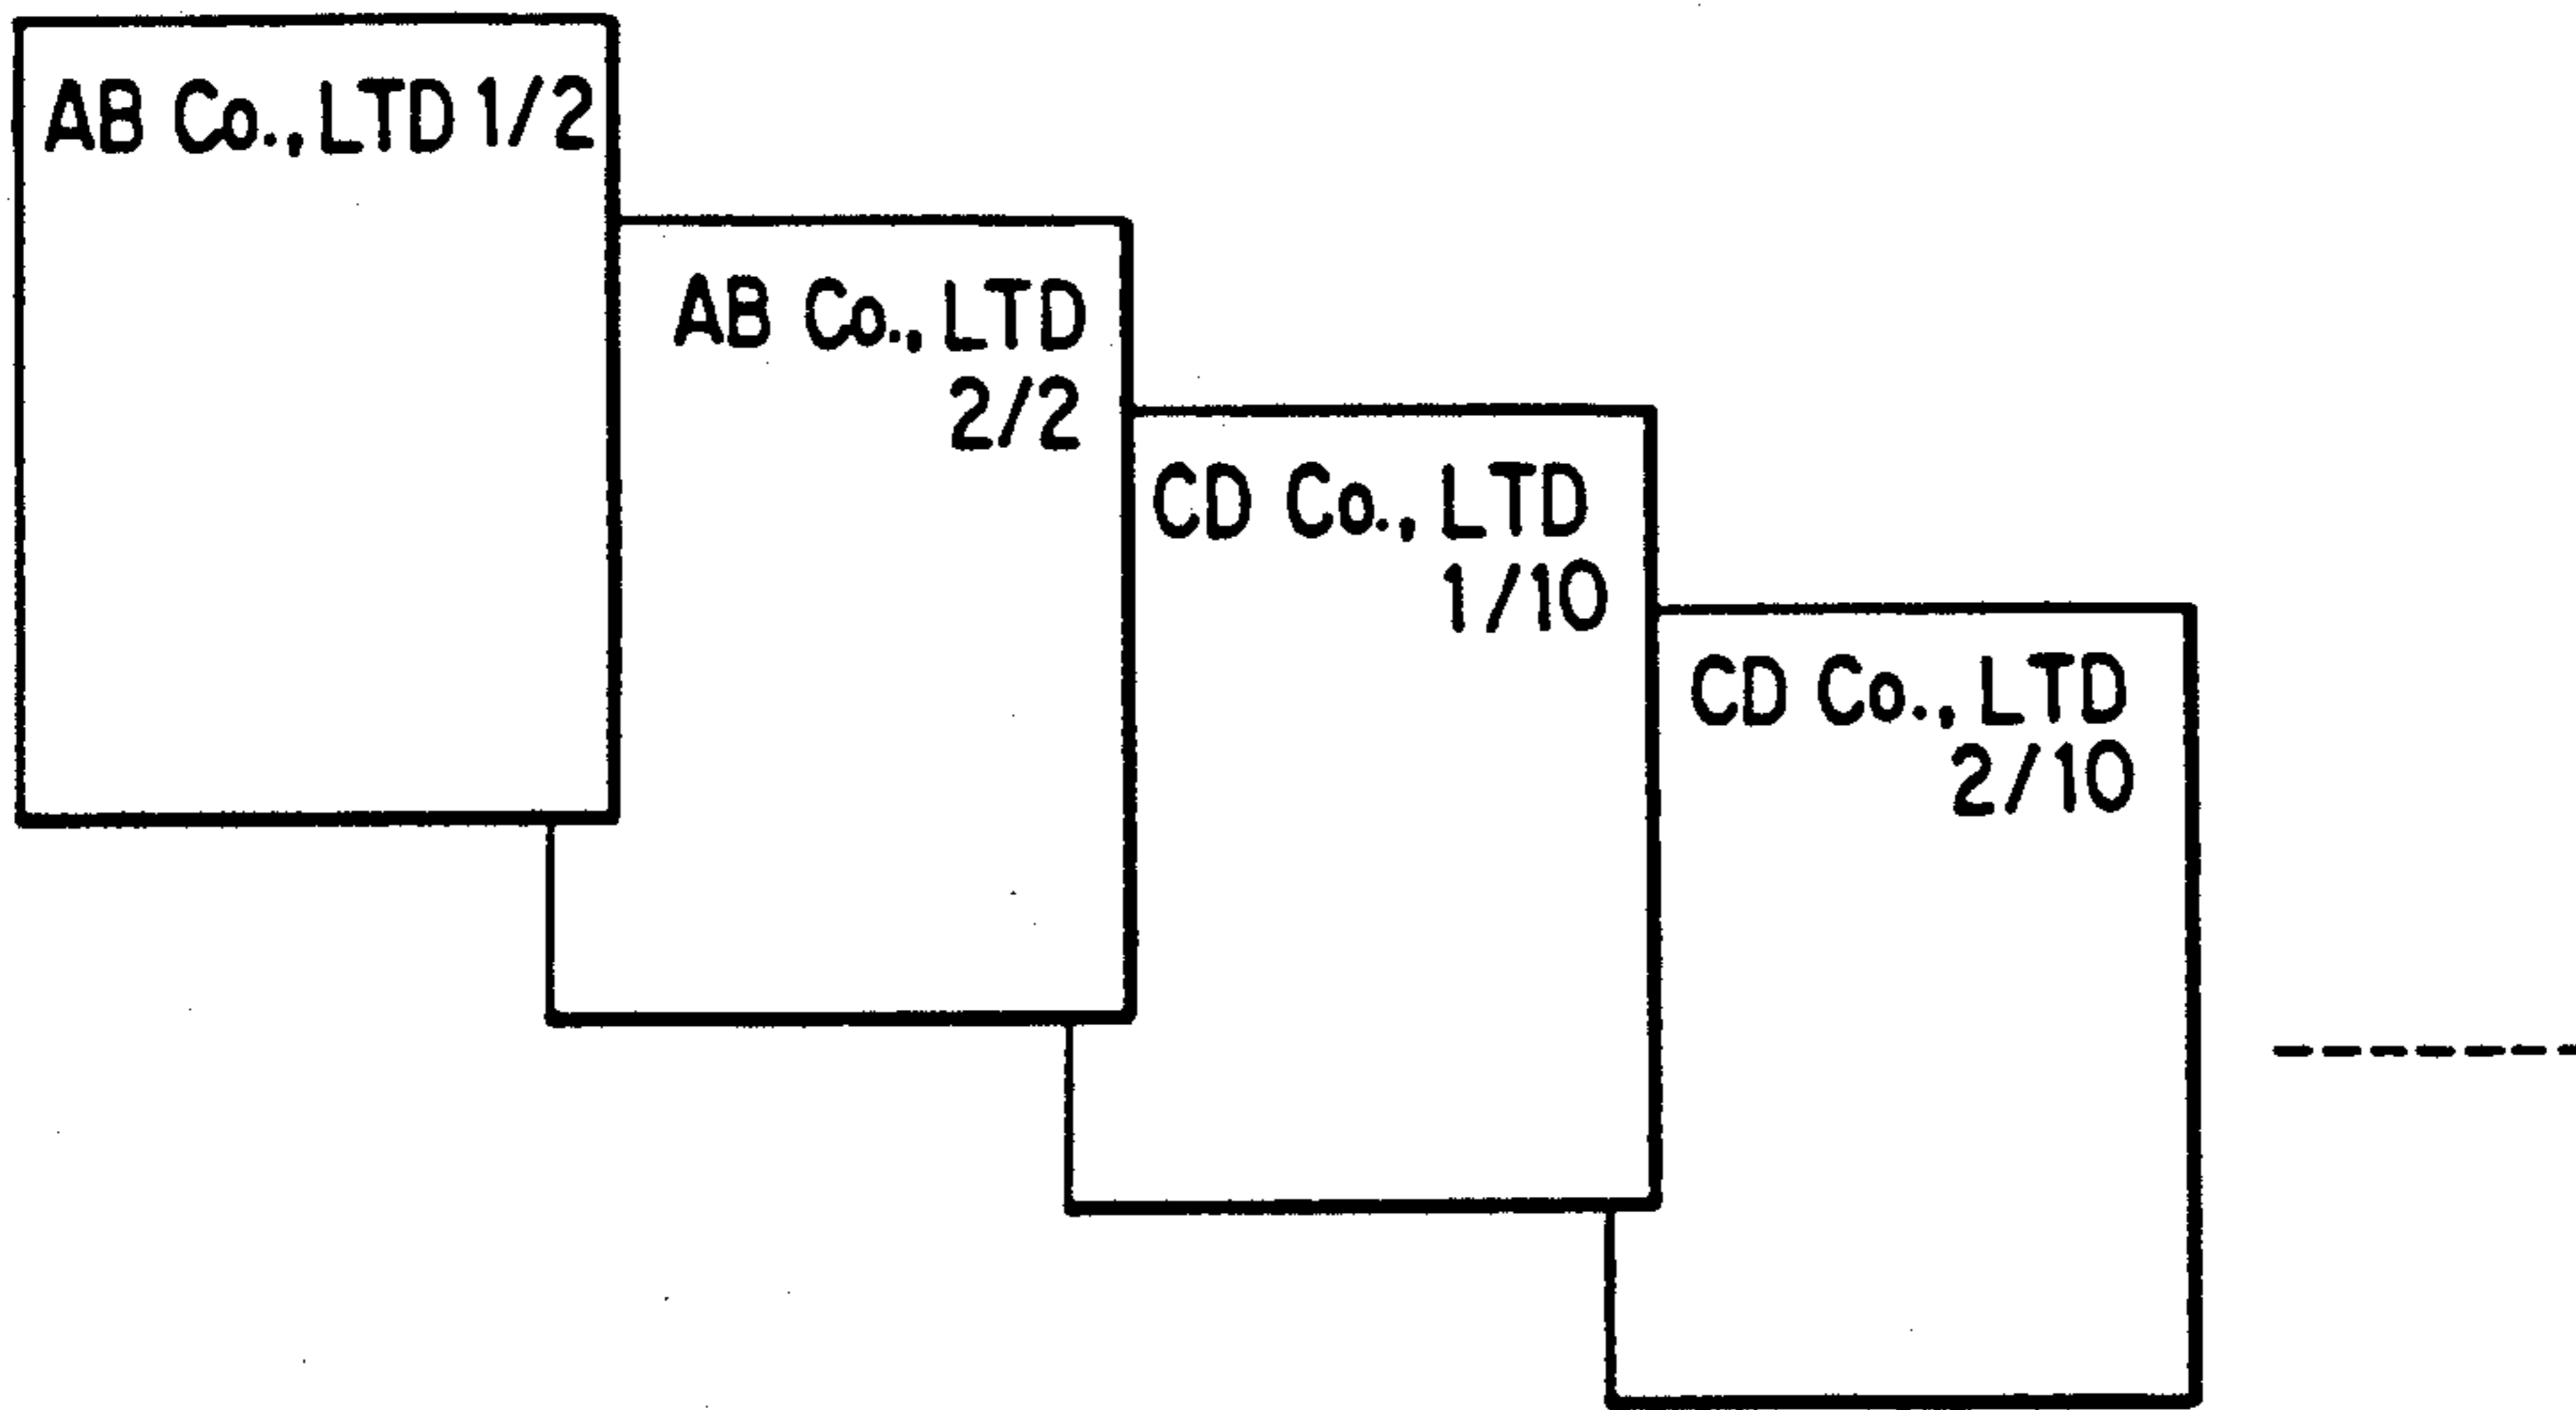 AB Co., LTD 1/2
AB Co., LTD
2/2
CD Co., LTD
1/10
CD Co., LTD
2/10